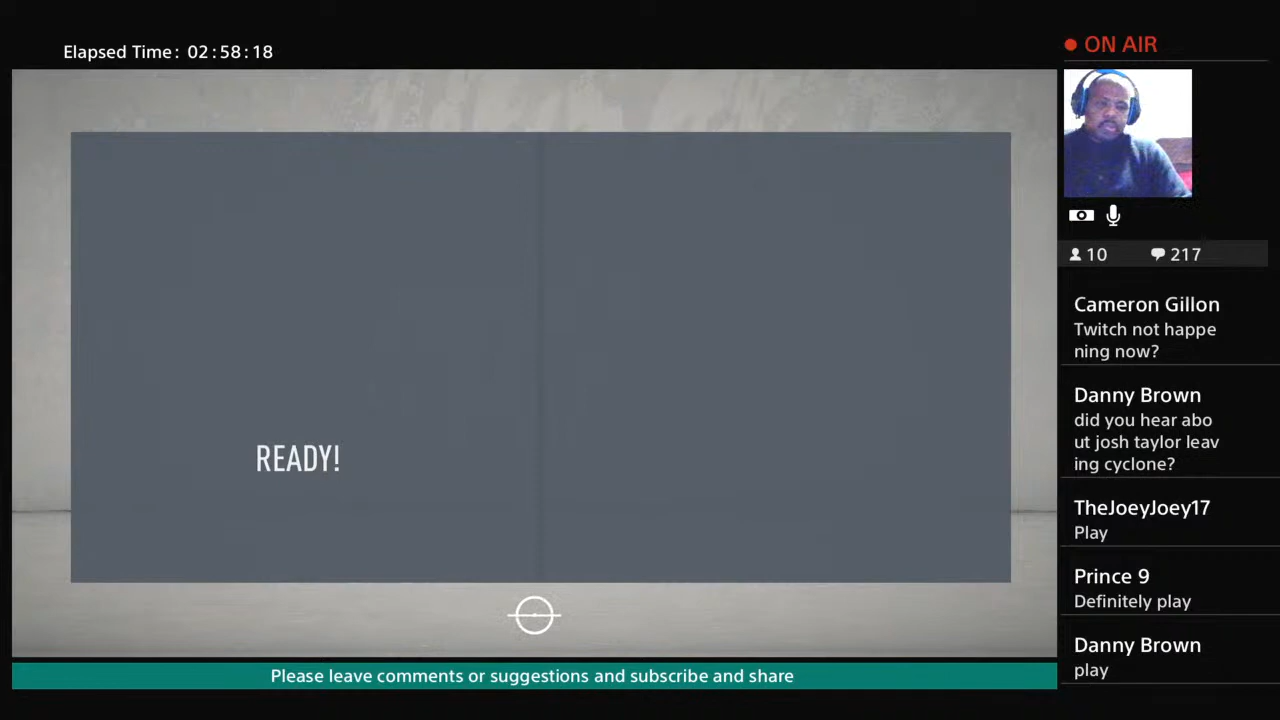 Elapsed Time: 02:58:18
ON AIR
10 217
READY!
Cameron Gillon
Twitch not happe
ning now?
Danny Brown
did you hear abo
ut josh taylor leav
ing cyclone?
TheJoeyJoey17
Play
Prince 9
Definitely play
Danny Brown
play
Please leave comments or suggestions and subscribe and share